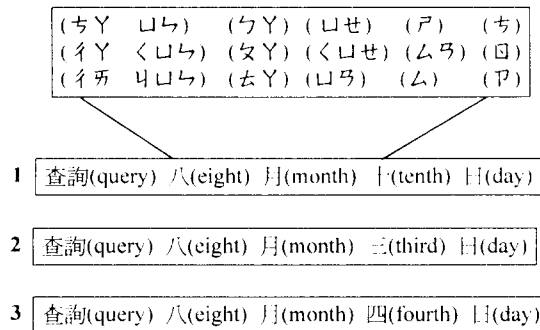 (ㄘㄚ ㄩㄣ) (ㄅㄚ) (ㄩㄝ) (ㄕ) (ㄘ)
(ㄔㄚ ㄑㄩㄣ) (ㄆㄚ) (ㄑㄩㄝ) (ㄙㄢ) (ㄖ)
(ㄔㄞ ㄐㄩㄣ) (ㄊㄚ) (ㄩㄢ) (ㄙ) (ㄗ)
1 查詢(query) 八(eight) 月(month) 十(tenth) 日(day)
2 查詢(query) 八(eight) 月(month) 三(third) 日(day)
3 查詢(query) 八(eight) 月(month) 四(fourth) 日(day)